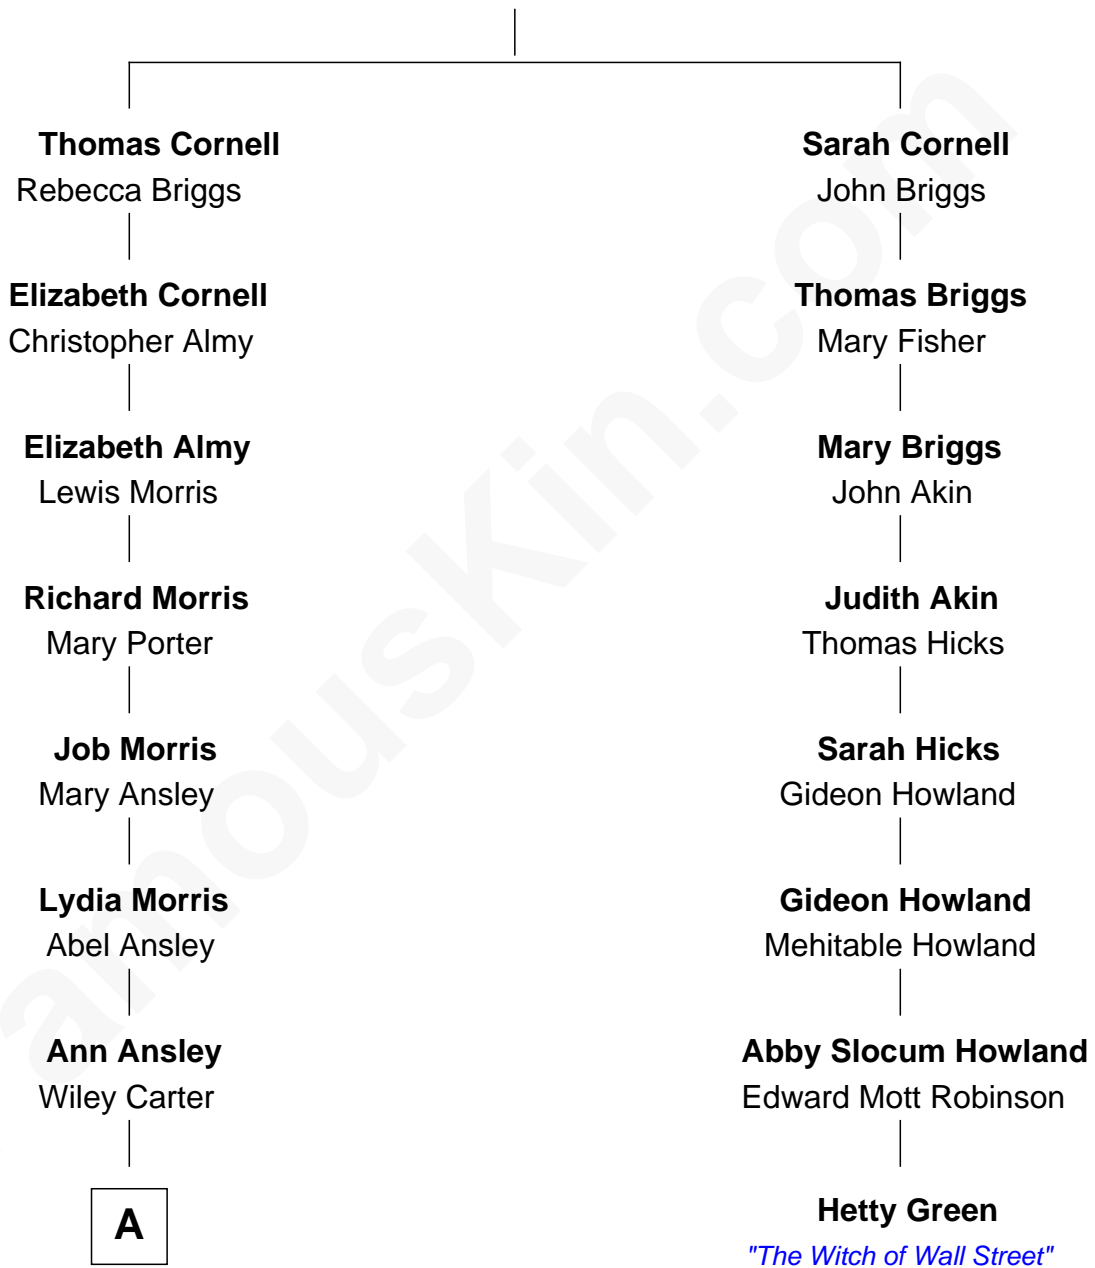 Thomas Cornell
Rebecca Briggs
Elizabeth Cornell
Christopher Almy
Elizabeth Almy
Lewis Morris
Richard Morris
Mary Porter
Job Morris
Mary Ansley
Lydia Morris
Abel Ansley
Ann Ansley
Wiley Carter
A
Sarah Cornell
John Briggs
Thomas Briggs
Mary Fisher
Mary Briggs
John Akin
Judith Akin
Thomas Hicks
Sarah Hicks
Gideon Howland
Gideon Howland
Mehitable Howland
Abby Slocum Howland
Edward Mott Robinson
Hetty Green
"The Witch of Wall Street"
amousKin.com